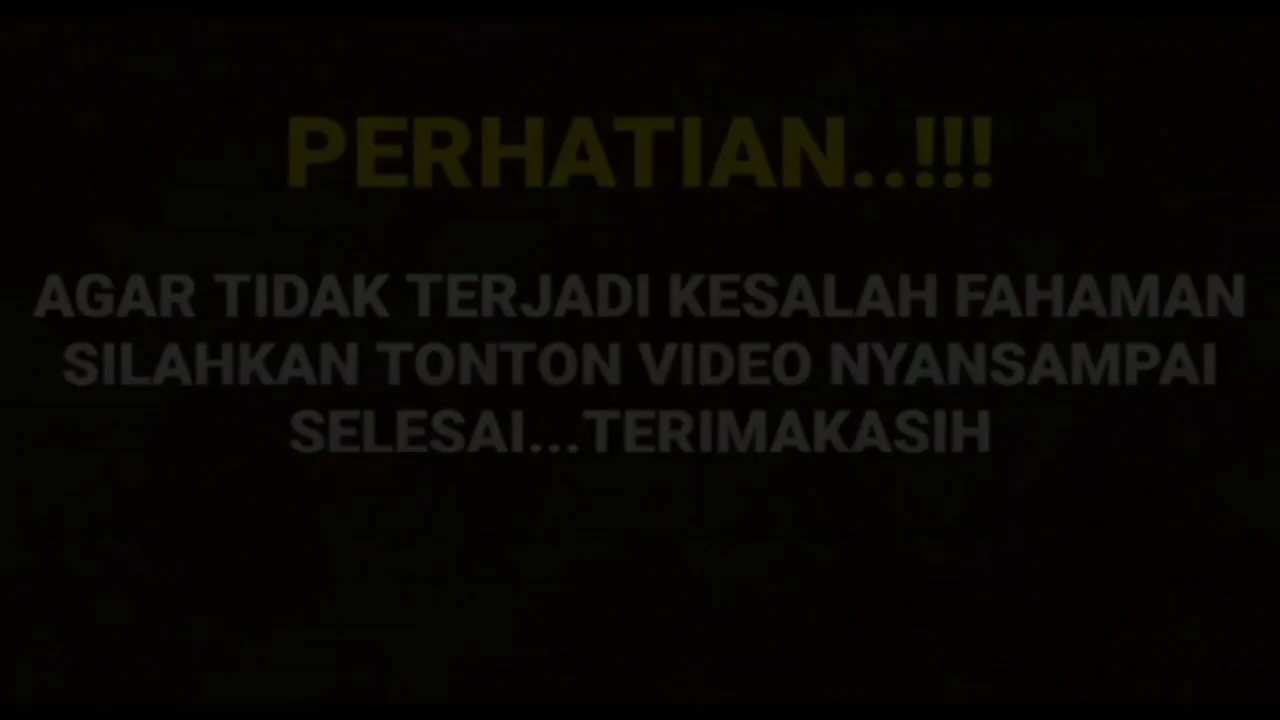 PERHATIAN..!!!
AGAR TIDAK TERJADI KESALAH FAHAMAN
SILAHKAN TONTON VIDEO NYANSAMPAI
SELESAI...TERIMAKASIH